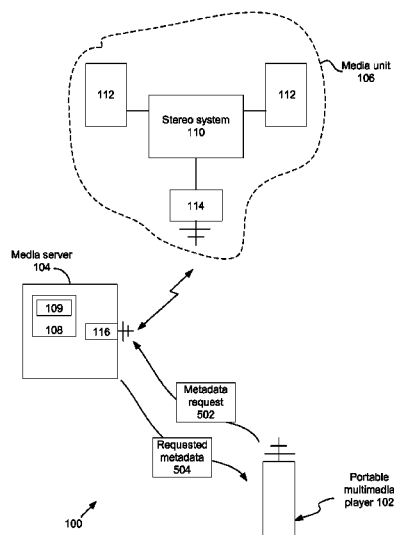 Media unit
106
112
112
Stereo system
110
114
Media server
104
109
108
116
Metadata
request
502
Requested
metadata
504
Portable
multimedia
player 102
100